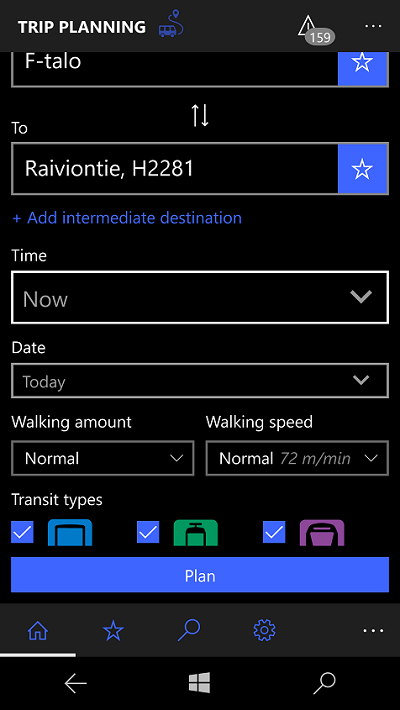 TRIP PLANNING
159
F-talo
To
Raiviontie, H2281
+ Add intermediate destination
Time
Now
Date
Today
Walking amount
Walking speed
Normal
Normal 72 m/min
Transit types
Plan